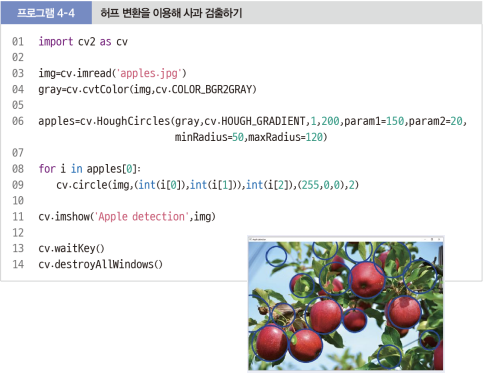 프로그램 4-4 허프 변환을 이용해 사과 검출하기
01 import cv2 as cv
02
03 img=cv.imread('apples.jpg')
04 gray=cv.cvtColor(img,cv.COLOR_BGR2GRAY)
05
06 apples=cv.HoughCircles(gray,cv.HOUGH_GRADIENT,1,200,param1=150,param2=20,
minRadius=50,maxRadius=120)
07
08 for i in apples[0]:
09 cv.circle(img,(int(i[0]),int(i[1])),int(i[2]),(255,0,0),2)
10
11 cv.imshow('Apple detection',img)
12
13 cv.waitKey()
14 cv.destroyAllWindows()